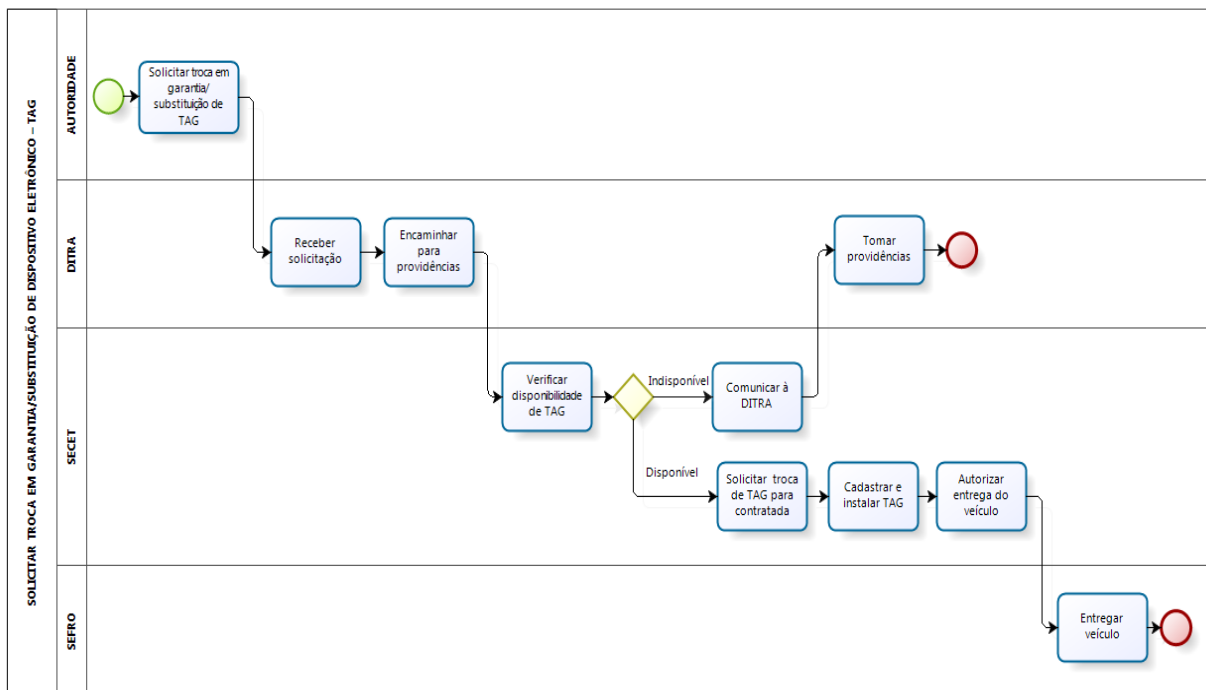 SOLICITAR TROCA EM GARANTIA/SUBSTITUIÇÃO DE DISPOSITIVO ELETRÔNICO – TAG
AUTORIDADE
Solicitar troca em
garantia/
substituição de
TAG
DITRA
Receber
solicitação
Encaminhar
para
providências
Tomar
providências
SECET
Verificar
disponibilidade
de TAG
Indisponível
Comunicar à
DITRA
Disponível
Solicitar troca
de TAG para
contratada
Cadastrar e
instalar TAG
Autorizar
entrega do
veículo
SEFRO
Entregar
veículo